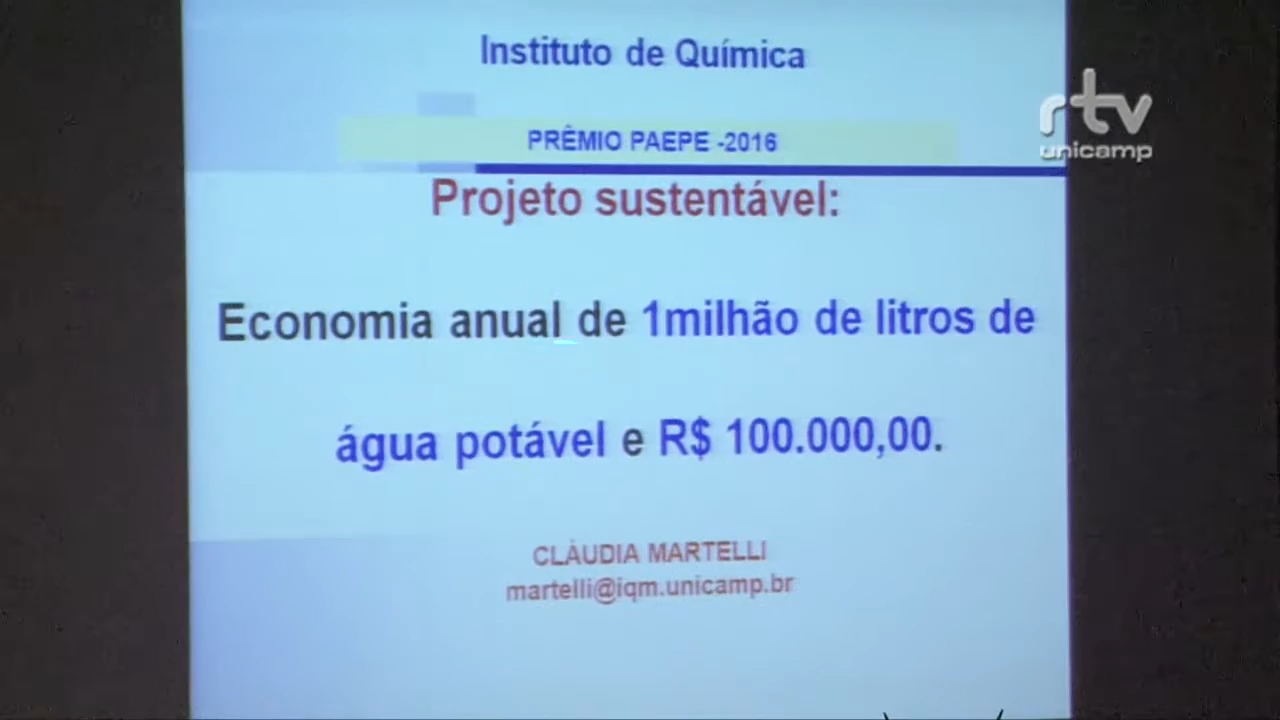 Instituto de Química
rtv
unicamp
PRÊMIO PAEPE -2016
Projeto sustentável:
Economia anual de 1milhão de litros de
água potável e R$ 100.000,00.
CLÁUDIA MARTELLI
martelli@iqm.unicamp.br